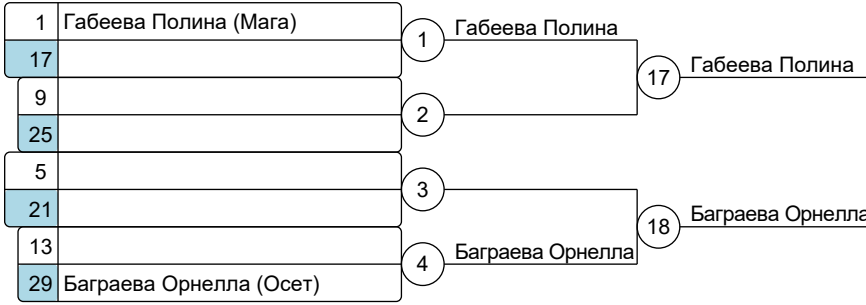 1 Габеева Полина (Мага)
17
1 Габеева Полина
9
25
2
17 Габеева Полина
5
21
3
13
29 Баграева Орнелла (Осет)
4 Баграева Орнелла
18 Баграева Орнелла